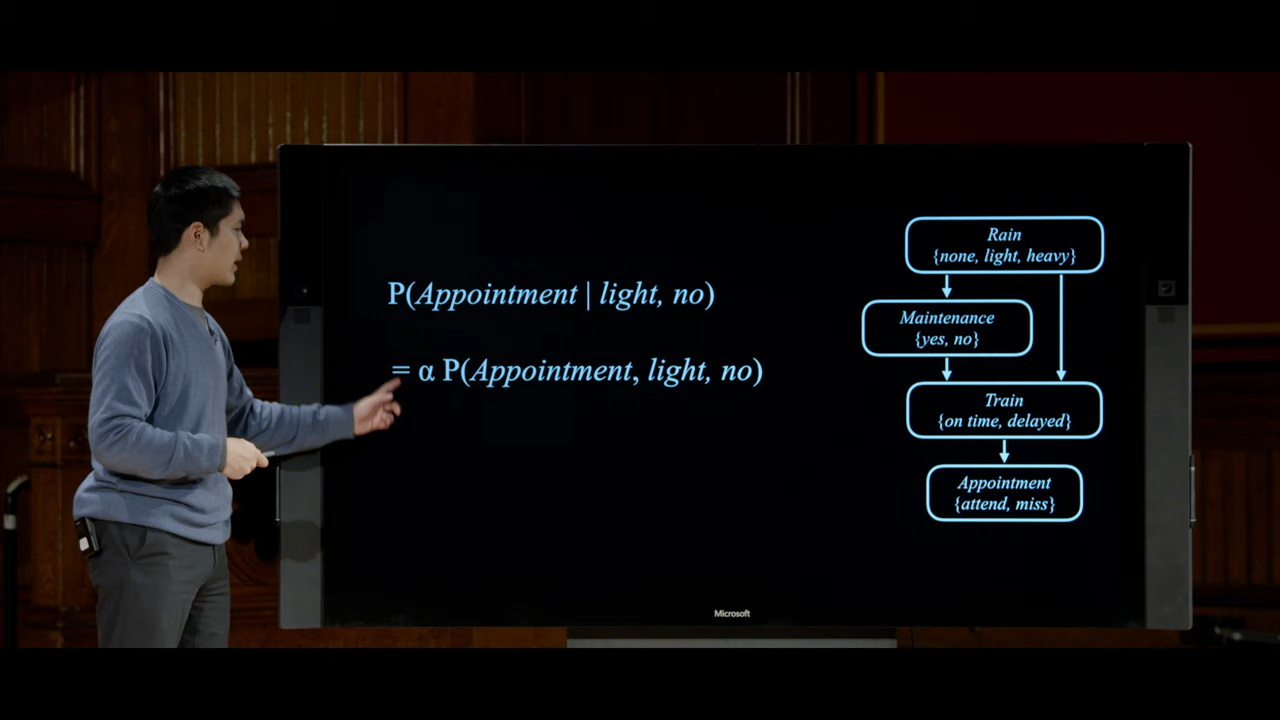 P(Appointment | light, no)
= α P(Appointment, light, no)
Rain
{none, light, heavy}
Maintenance
{yes, no}
Train
{on time, delayed}
Appointment
{attend, miss}
Microsoft